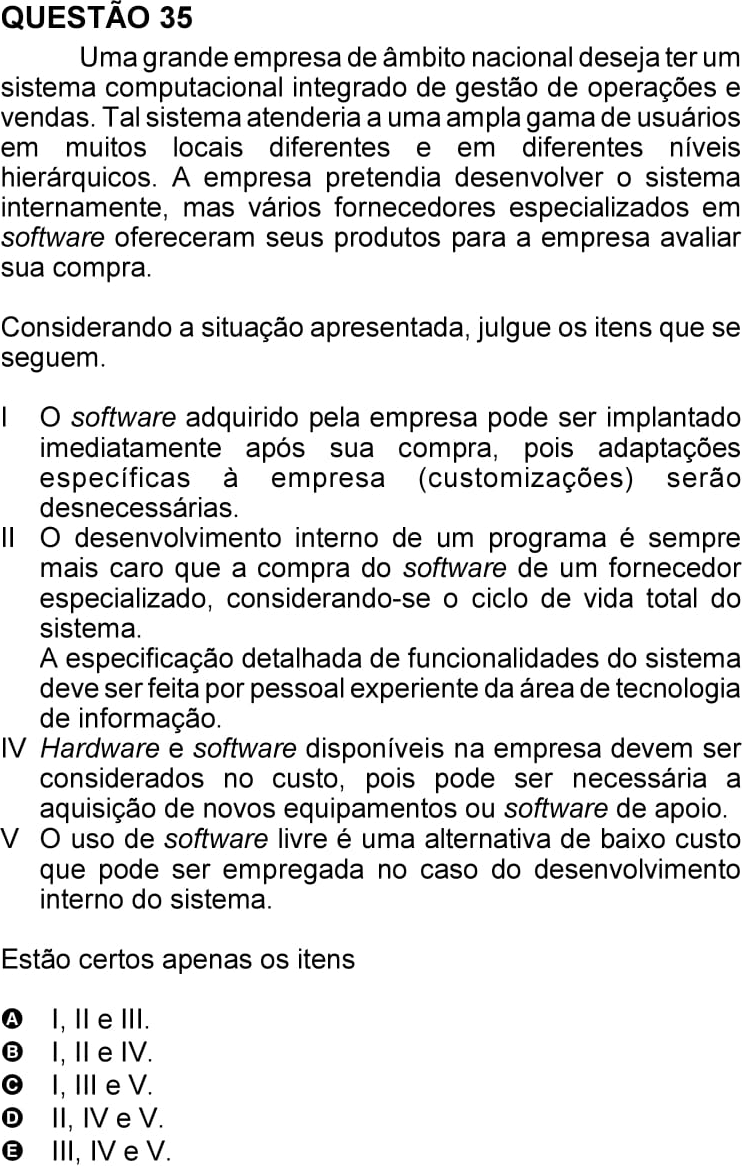 QUESTÃO 35
Uma grande empresa de âmbito nacional deseja ter um
sistema computacional integrado de gestão de operações e
vendas. Tal sistema atenderia a uma ampla gama de usuários
em muitos locais diferentes e em diferentes níveis
hierárquicos. A empresa pretendia desenvolver o sistema
internamente, mas vários fornecedores especializados em
software ofereceram seus produtos para a empresa avaliar
sua compra.
Considerando a situação apresentada, julgue os itens que se
seguem.
I O software adquirido pela empresa pode ser implantado
imediatamente após sua compra, pois adaptações
específicas à empresa (customizações) serão
desnecessárias.
II O desenvolvimento interno de um programa é sempre
mais caro que a compra do software de um fornecedor
especializado, considerando-se o ciclo de vida total do
sistema.
A especificação detalhada de funcionalidades do sistema
deve ser feita por pessoal experiente da área de tecnologia
de informação.
IV Hardware e software disponíveis na empresa devem ser
considerados no custo, pois pode ser necessária a
aquisição de novos equipamentos ou software de apoio.
V O uso de software livre é uma alternativa de baixo custo
que pode ser empregada no caso do desenvolvimento
interno do sistema.
Estão certos apenas os itens
A I, II e III.
B I, II e IV.
C I, III e V.
D II, IV e V.
E III, IV e V.